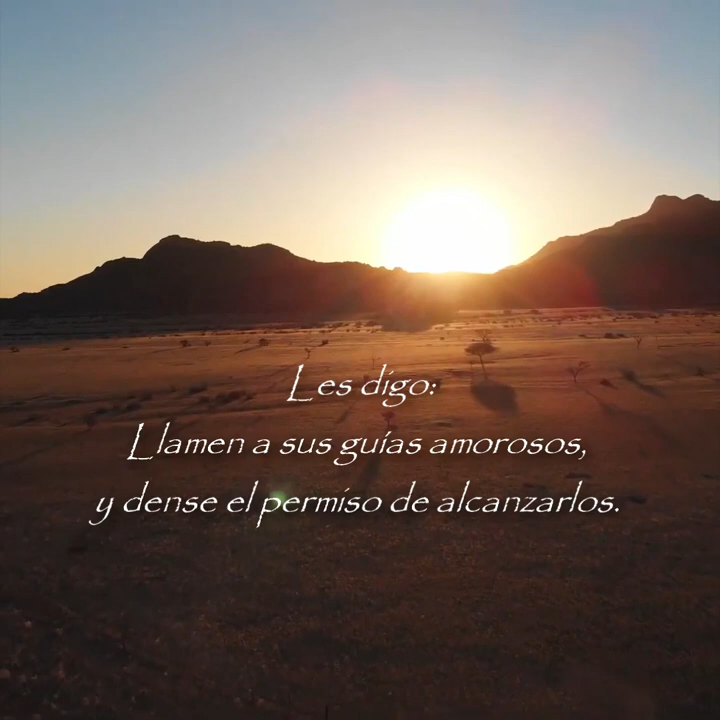 Les digo:
Llamen a sus guías amorosos,
y dense el permiso de alcanzarlos.